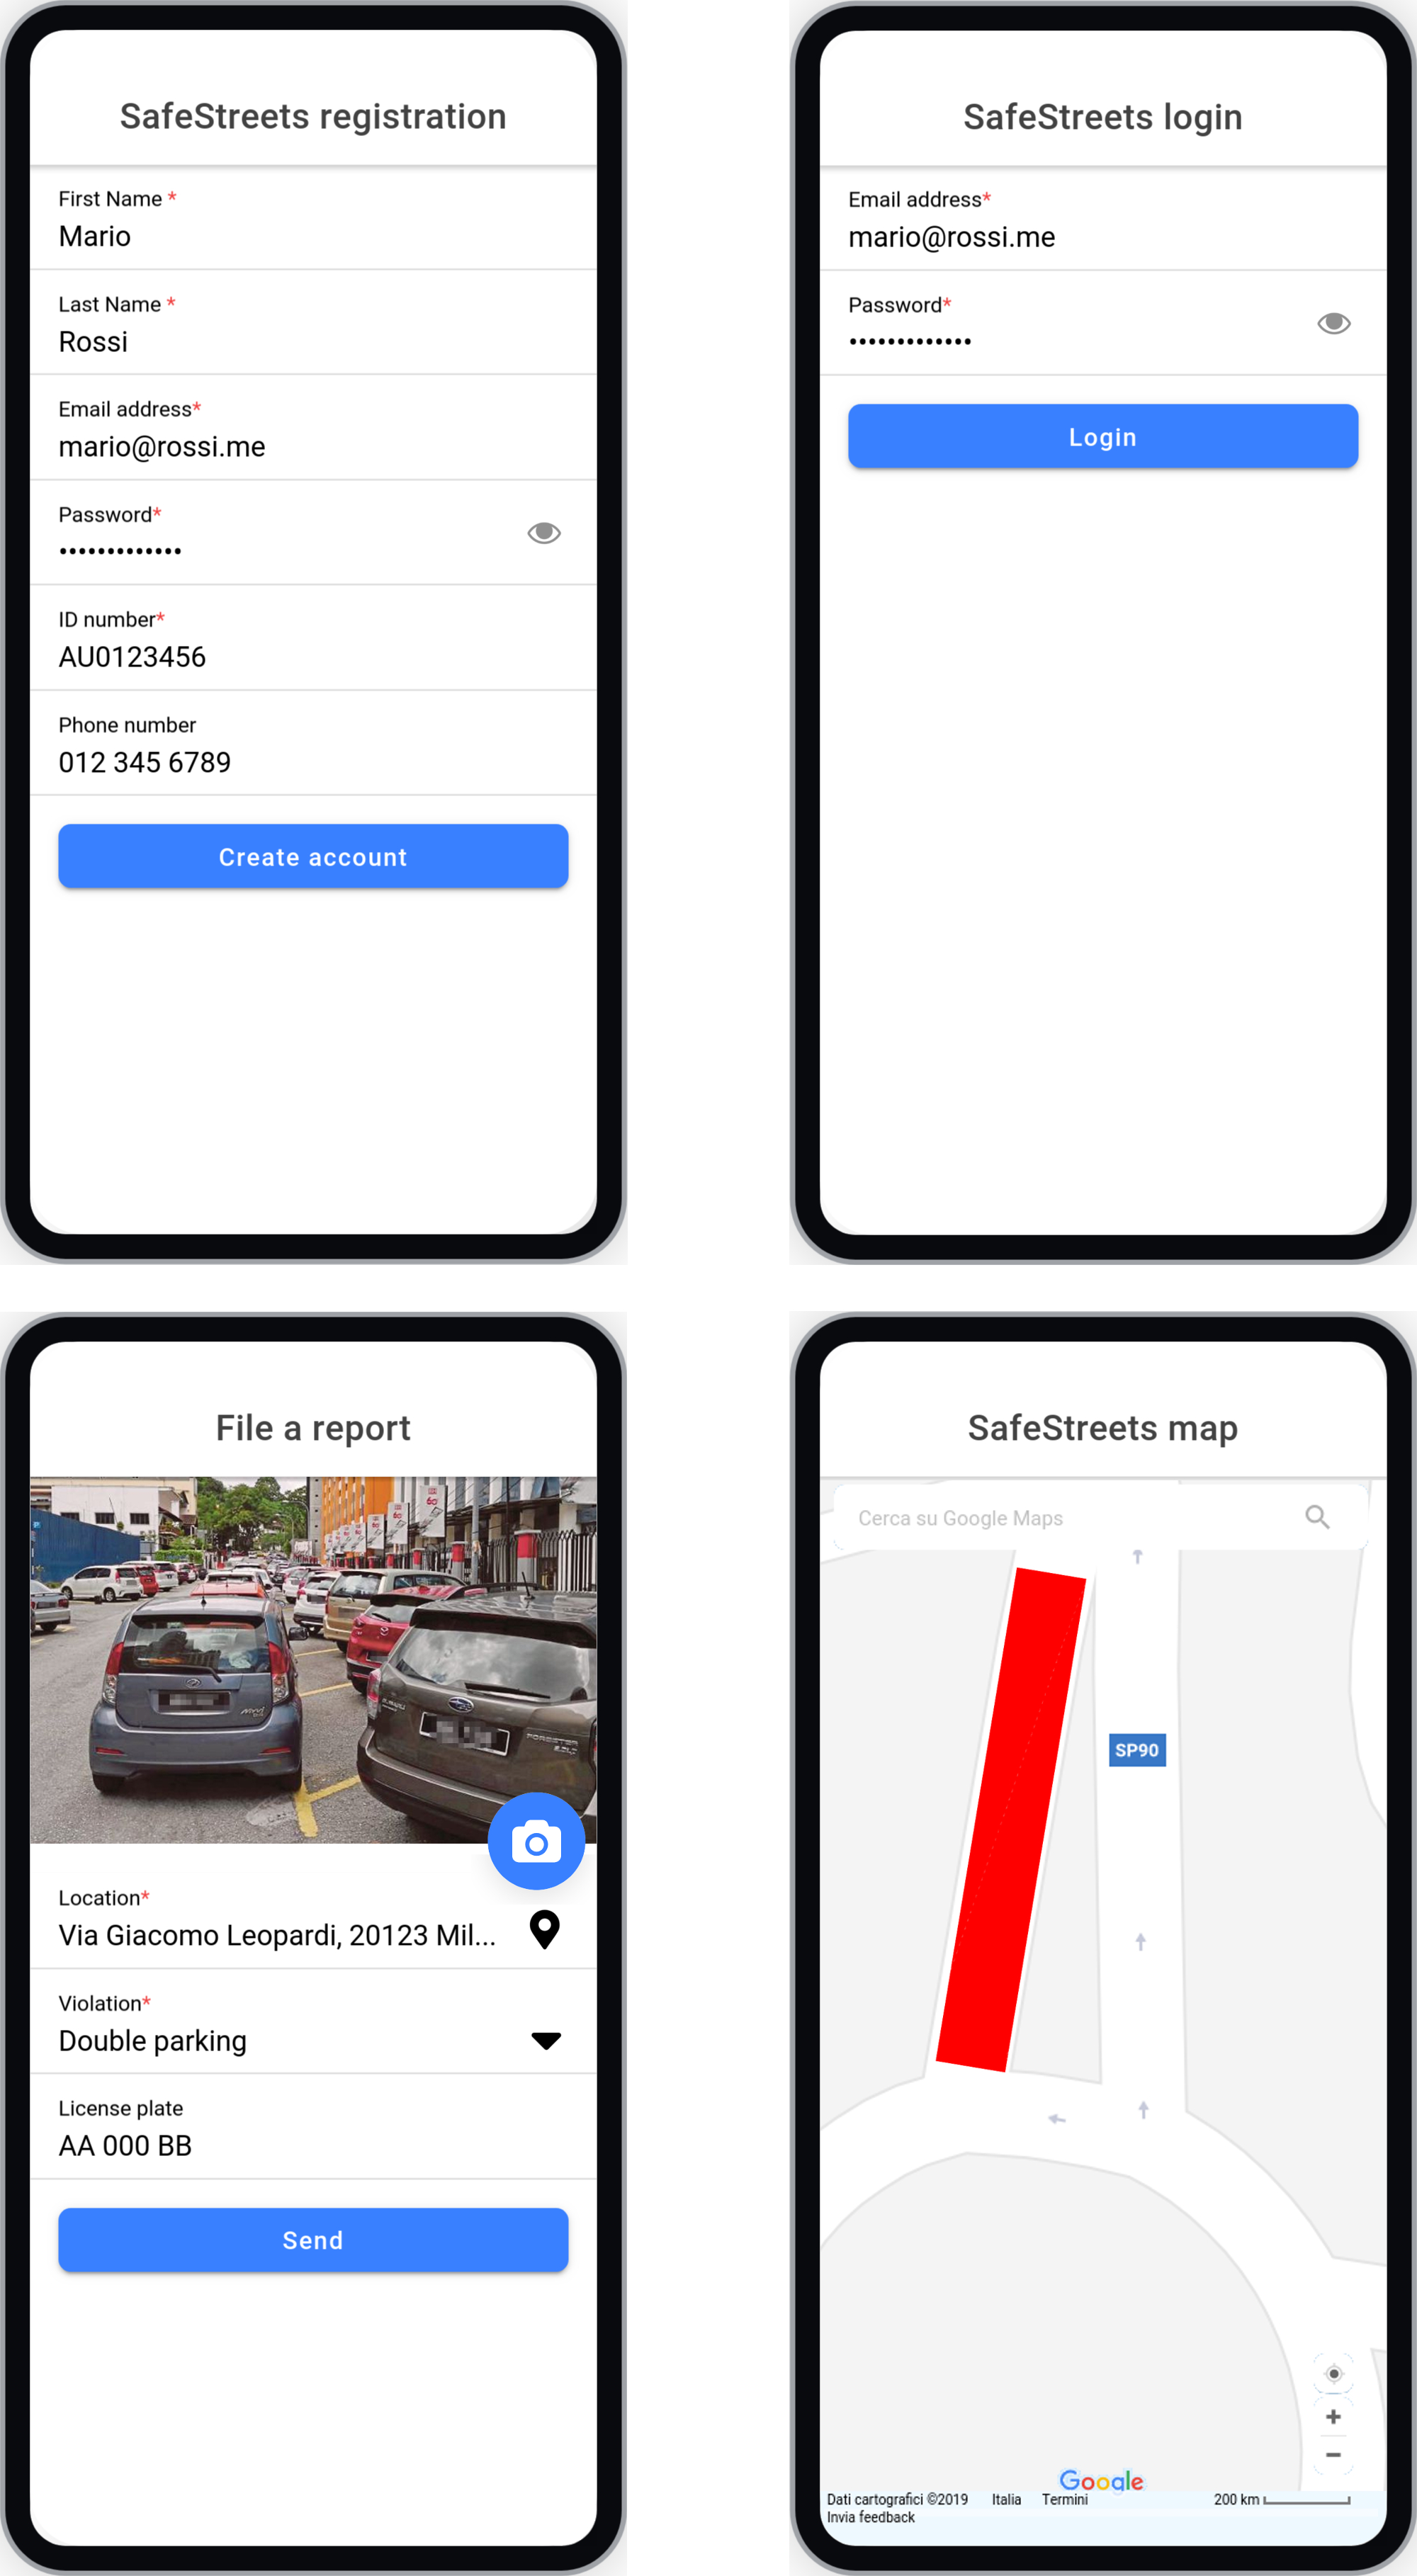 SafeStreets registration
First Name *
Mario
Last Name *
Rossi
Email address*
mario@rossi.me
Password*
•••••••••••••
ID number*
AU0123456
Phone number
012 345 6789
Create account
SafeStreets login
Email address*
mario@rossi.me
Password*
•••••••••••••
Login
File a report
FORESTER
Location*
Via Giacomo Leopardi, 20123 Mil...
Violation*
Double parking
License plate
AA 000 BB
Send
SafeStreets map
Cerca su Google Maps
SP90
Google
Dati cartografici ©2019 Italia Termini 200 km
Invia feedback